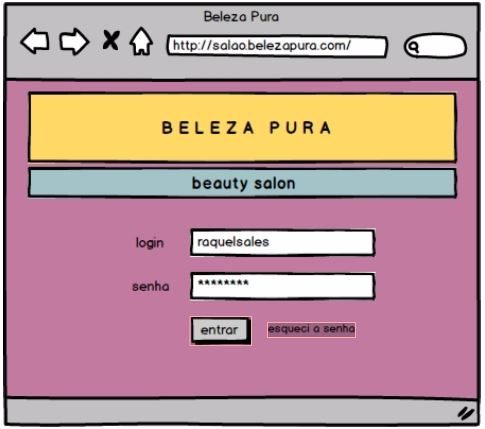 Beleza Pura
http://salao.belezapura.com/
BELEZA PURA
beauty salon
login raquelsales
senha ********
entrar esqueci a senha